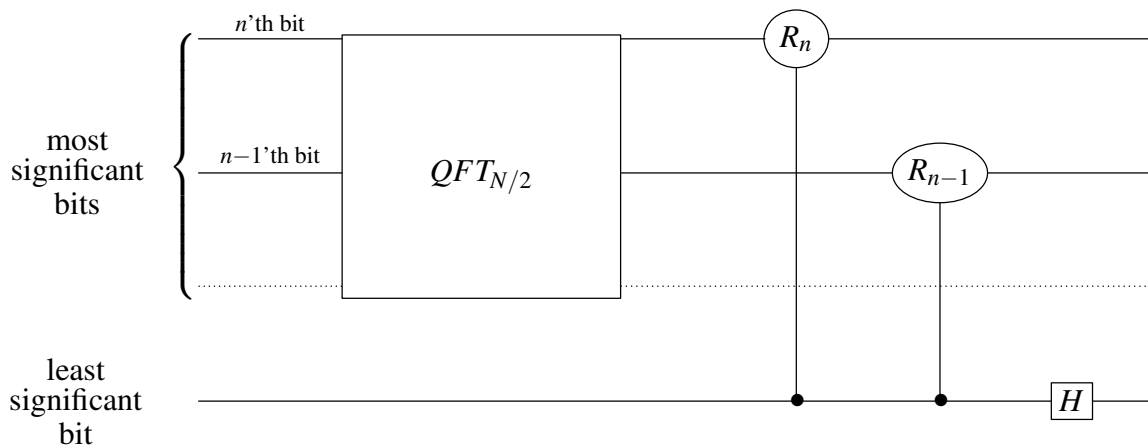 n'th bit
R_n
most
significant
bits
n−1'th bit
QFT_{N/2}
R_{n−1}
least
significant
bit
H